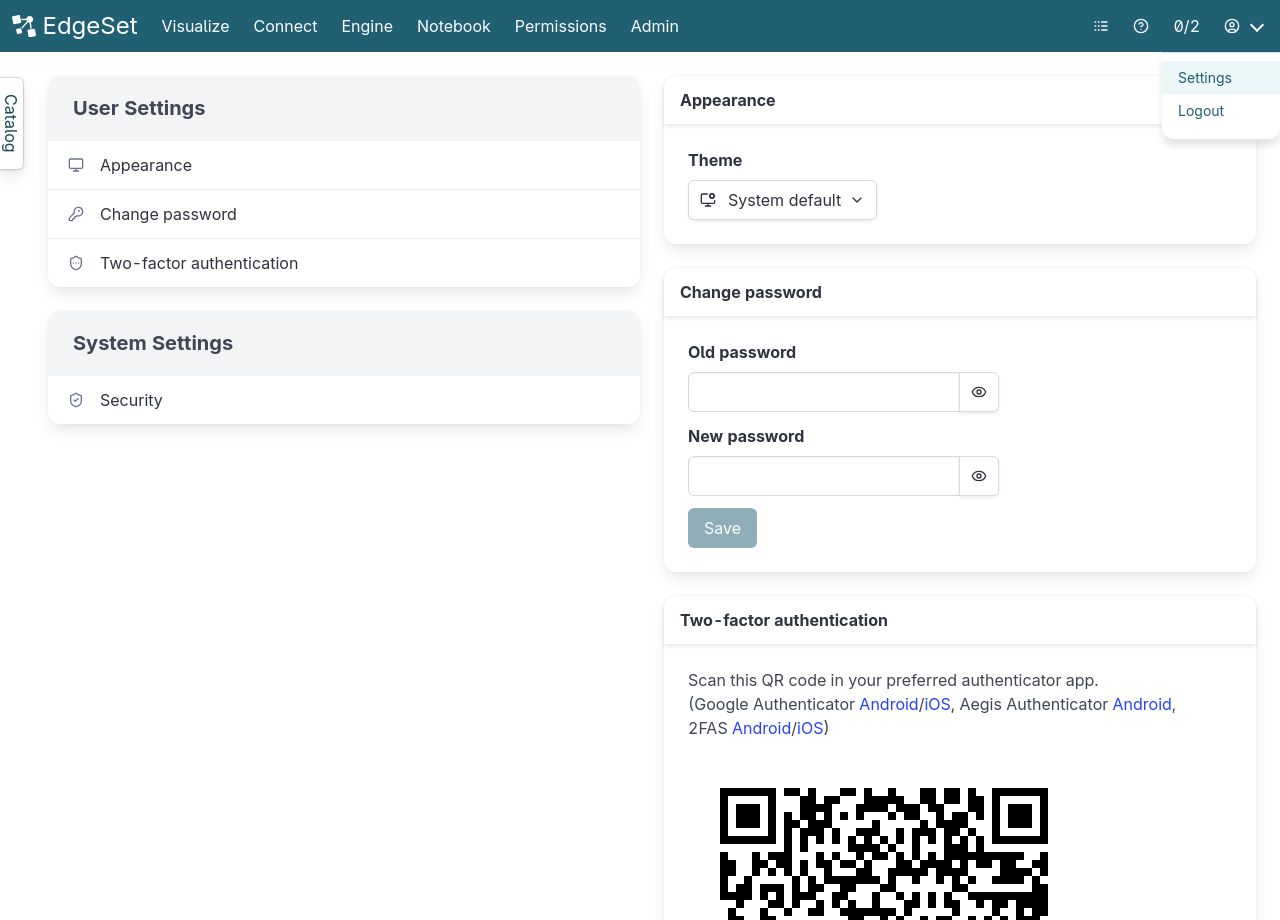 EdgeSet Visualize Connect Engine Notebook Permissions Admin 0/2
Settings
Logout
Catalog
User Settings
Appearance
Change password
Two-factor authentication
System Settings
Security
Appearance
Theme
System default
Change password
Old password
New password
Save
Two-factor authentication
Scan this QR code in your preferred authenticator app.
(Google Authenticator Android/iOS, Aegis Authenticator Android,
2FAS Android/iOS)